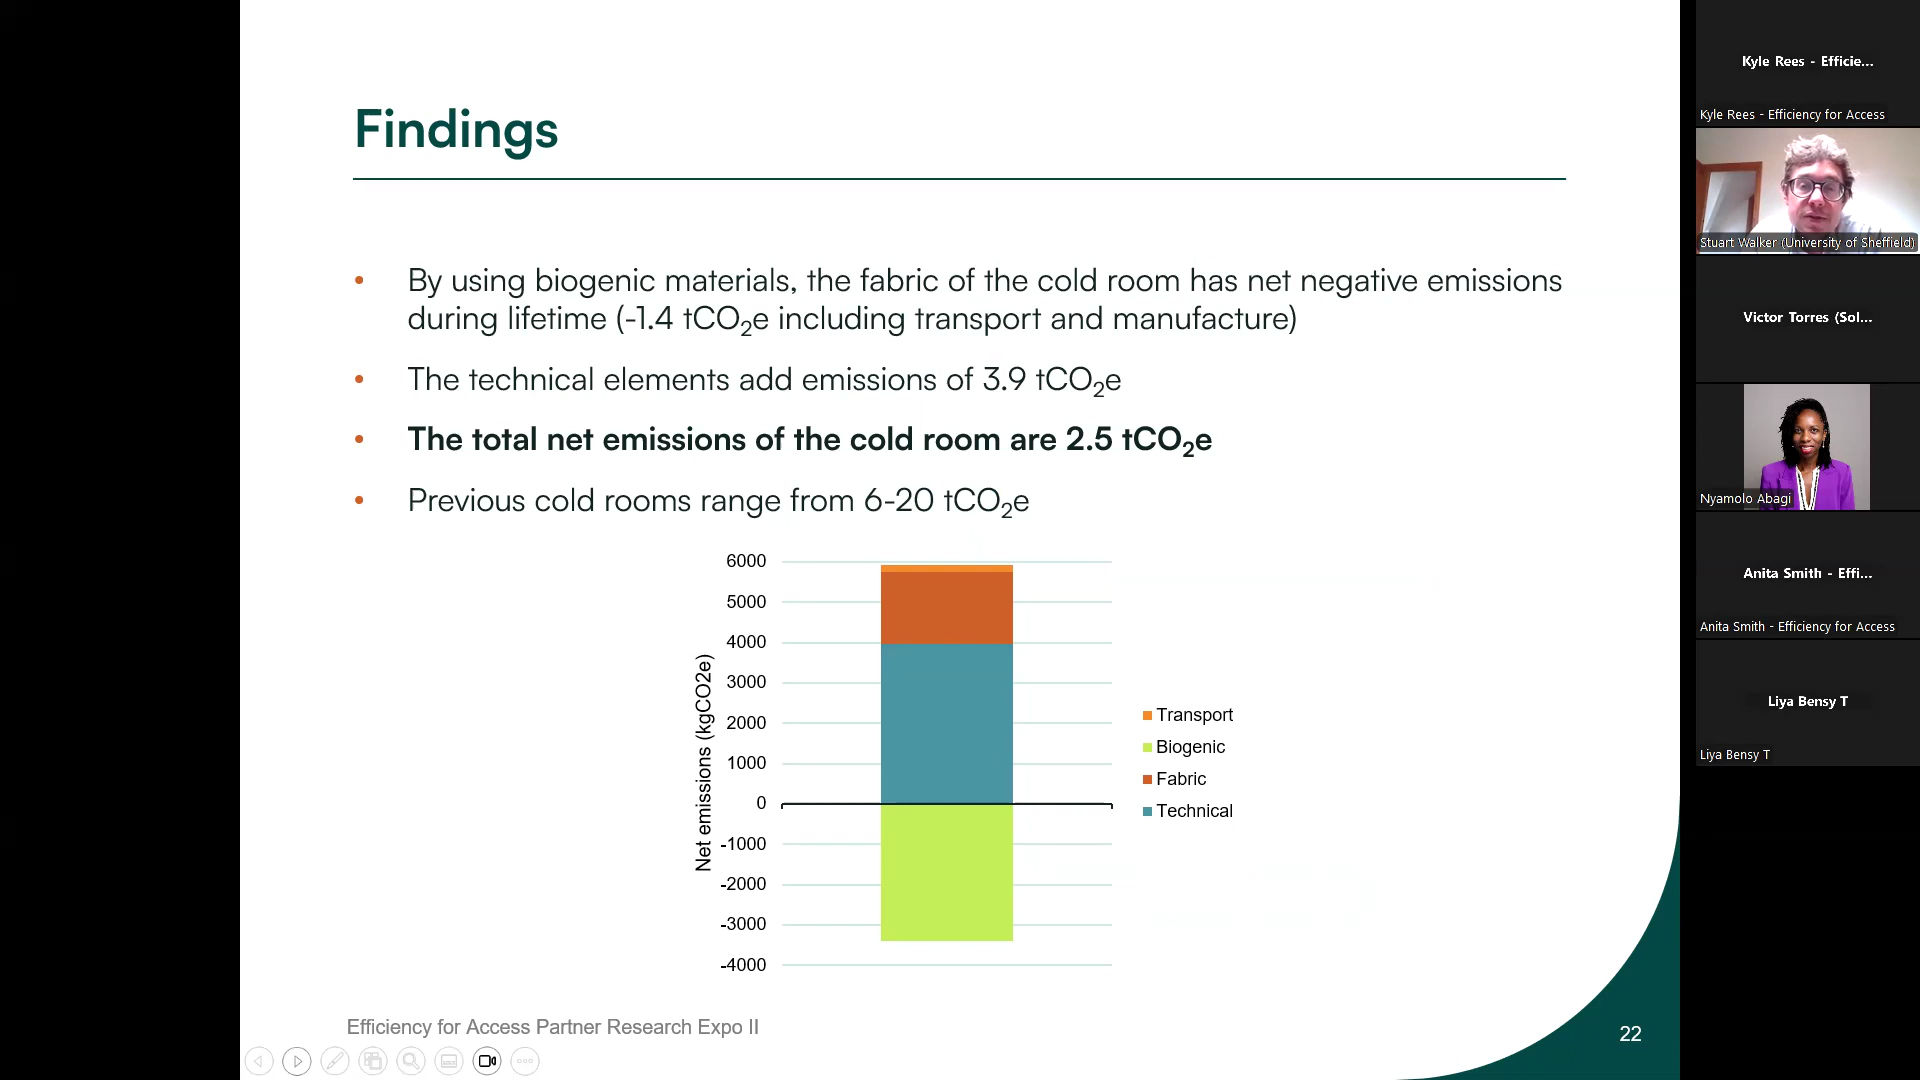 Findings
• By using biogenic materials, the fabric of the cold room has net negative emissions
during lifetime (-1.4 tCO₂e including transport and manufacture)
• The technical elements add emissions of 3.9 tCO₂e
• The total net emissions of the cold room are 2.5 tCO₂e
• Previous cold rooms range from 6-20 tCO₂e
Net emissions (kgCO2e)
6000
5000
4000
3000
2000
1000
0
-1000
-2000
-3000
-4000
Transport
Biogenic
Fabric
Technical
Efficiency for Access Partner Research Expo II
22
Kyle Rees - Efficie...
Kyle Rees - Efficiency for Access
Stuart Walker (University of Sheffield)
Victor Torres (Sol...
Nyamolo Abagi
Anita Smith - Effi...
Anita Smith - Efficiency for Access
Liya Bensy T
Liya Bensy T